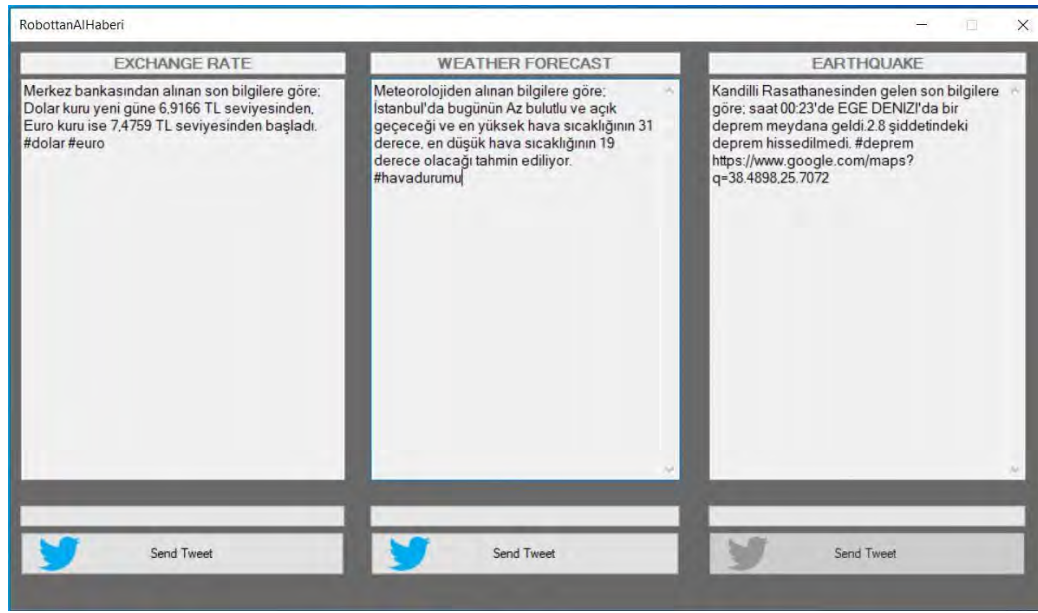 RobottanAlHaberi
EXCHANGE RATE
Merkez bankasından alınan son bilgilere göre;
Dolar kuru yeni güne 6,9166 TL seviyesinden,
Euro kuru ise 7,4759 TL seviyesinden başladı.
#dolar #euro
Send Tweet
WEATHER FORECAST
Meteorolojiden alınan bilgilere göre;
İstanbul'da bugünün Az bulutlu ve açık
geçeceği ve en yüksek hava sıcaklığının 31
derece, en düşük hava sıcaklığının 19
derece olacağı tahmin ediliyor.
#havadurumu
Send Tweet
EARTHQUAKE
Kandilli Rasathanesinden gelen son bilgilere
göre; saat 00:23'de EGE DENIZI'da bir
deprem meydana geldi.2.8 şiddetindeki
deprem hissedilmedi. #deprem
https://www.google.com/maps?
q=38.4898,25.7072
Send Tweet